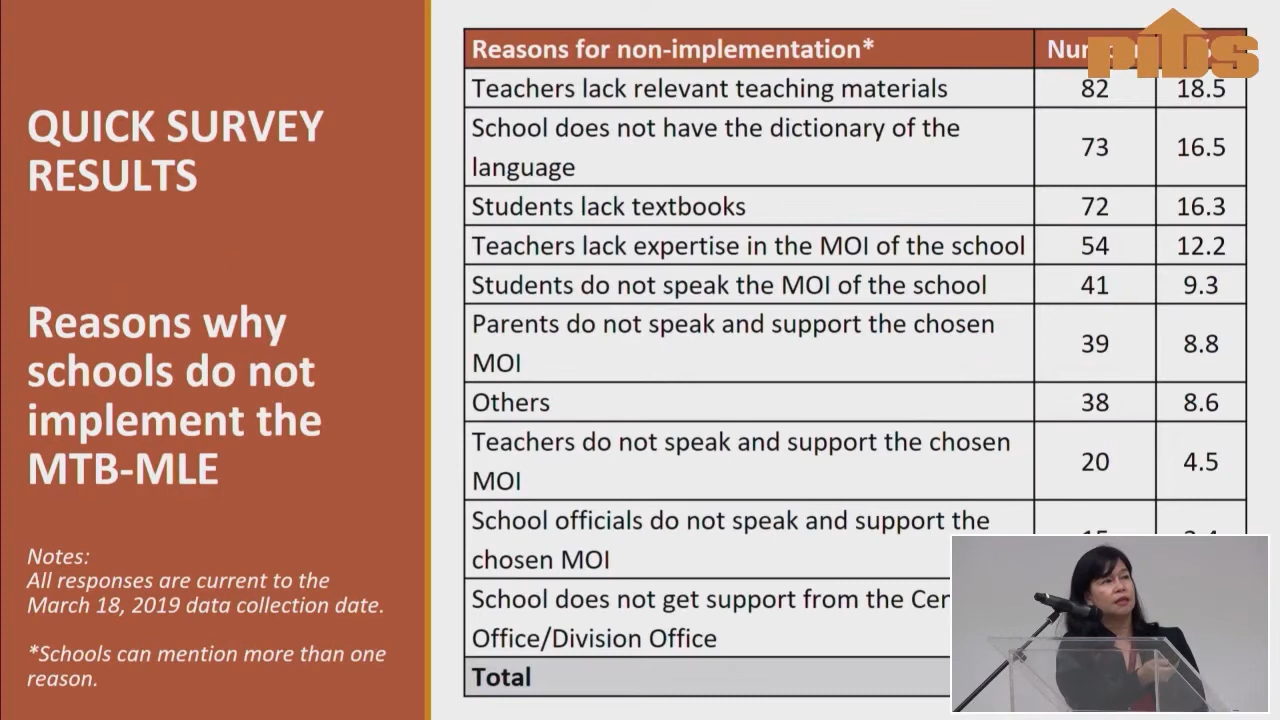 QUICK SURVEY
RESULTS
Reasons why
schools do not
implement the
MTB-MLE
Notes:
All responses are current to the
March 18, 2019 data collection date.
*Schools can mention more than one
reason.
Reasons for non-implementation*
Teachers lack relevant teaching materials 82 18.5
School does not have the dictionary of the
language 73 16.5
Students lack textbooks 72 16.3
Teachers lack expertise in the MOI of the school 54 12.2
Students do not speak the MOI of the school 41 9.3
Parents do not speak and support the chosen
MOI 39 8.8
Others 38 8.6
Teachers do not speak and support the chosen
MOI 20 4.5
School officials do not speak and support the
chosen MOI
School does not get support from the
Office/Division Office
Total
PIDS